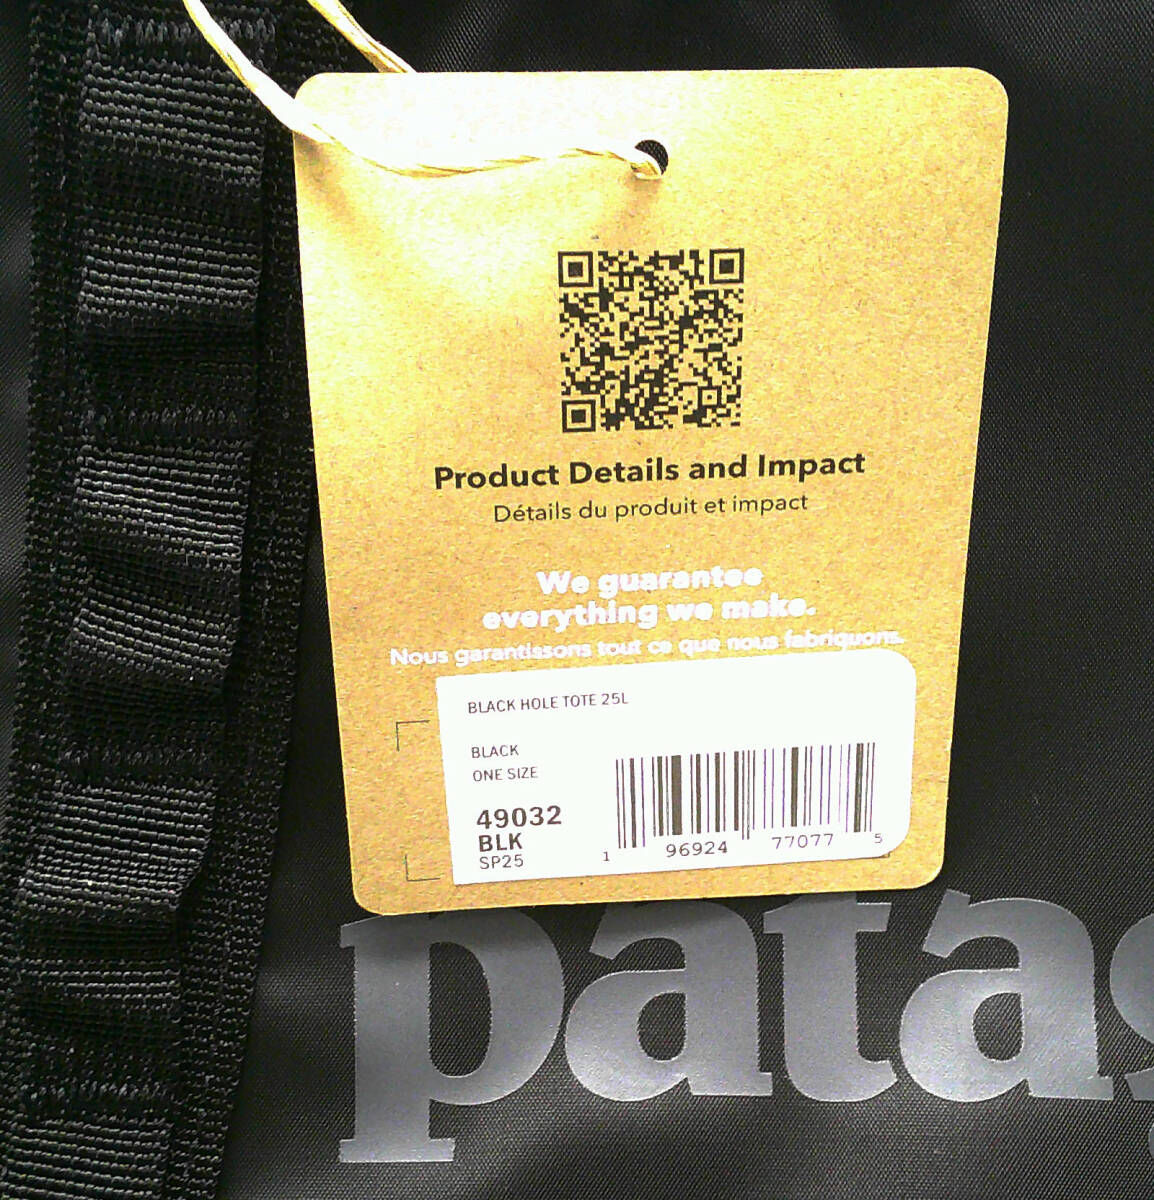 Product Details and Impact
Détails du produit et impact
We guarantee
everything we make.
Nous garantissons tout ce que nous fabriquons.
BLACK HOLE TOTE 25L
BLACK
ONE SIZE
49032
BLK
SP25
1 96924 77077 5
patag